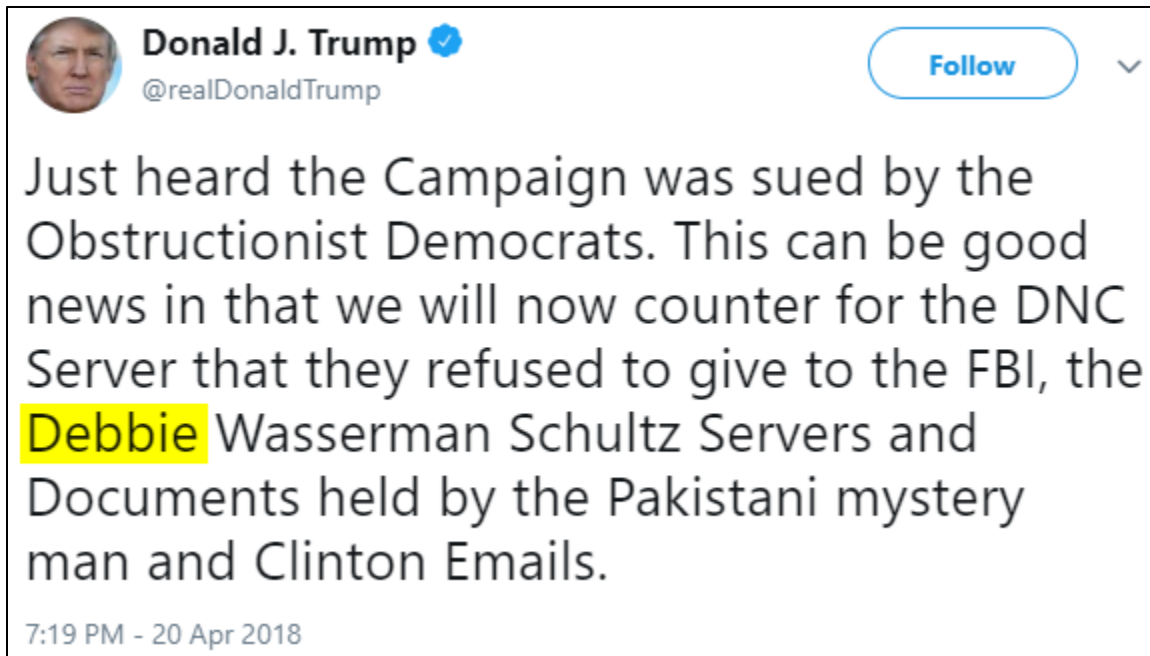 Donald J. Trump
@realDonaldTrump
Follow
Just heard the Campaign was sued by the
Obstructionist Democrats. This can be good
news in that we will now counter for the DNC
Server that they refused to give to the FBI, the
Debbie Wasserman Schultz Servers and
Documents held by the Pakistani mystery
man and Clinton Emails.
7:19 PM - 20 Apr 2018